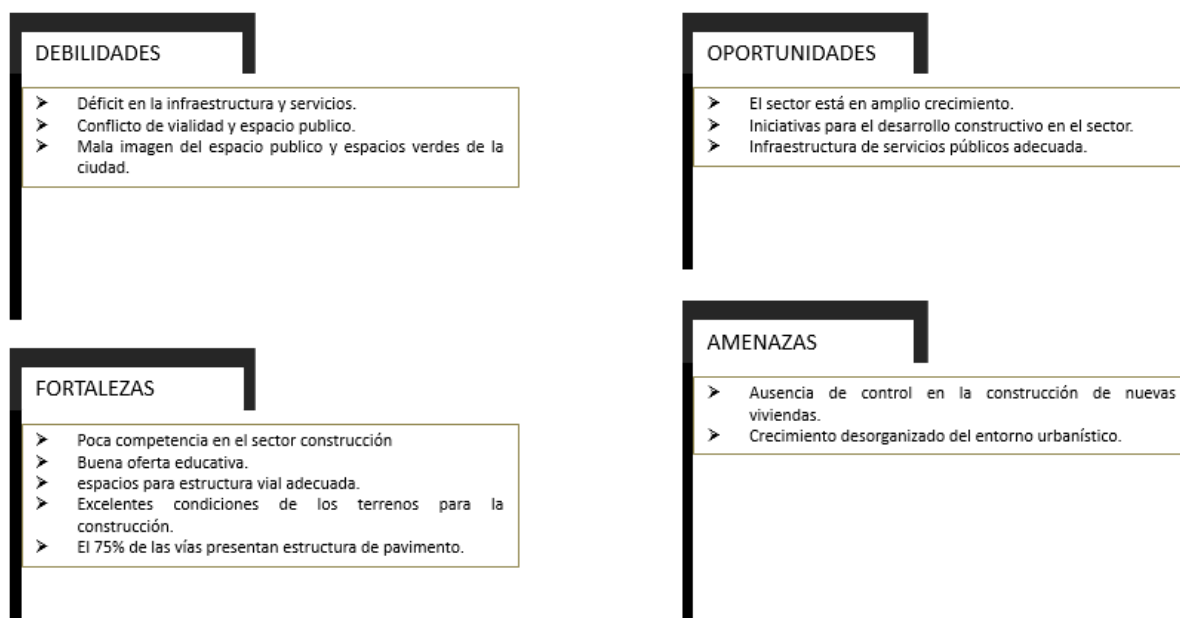 DEBILIDADES
➤ Déficit en la infraestructura y servicios.
➤ Conflicto de vialidad y espacio publico.
➤ Mala imagen del espacio publico y espacios verdes de la
ciudad.
FORTALEZAS
➤ Poca competencia en el sector construcción
➤ Buena oferta educativa.
➤ espacios para estructura vial adecuada.
➤ Excelentes condiciones de los terrenos para la
construcción.
➤ El 75% de las vías presentan estructura de pavimento.
OPORTUNIDADES
➤ El sector está en amplio crecimiento.
➤ Iniciativas para el desarrollo constructivo en el sector.
➤ Infraestructura de servicios públicos adecuada.
AMENAZAS
➤ Ausencia de control en la construcción de nuevas
viviendas.
➤ Crecimiento desorganizado del entorno urbanístico.